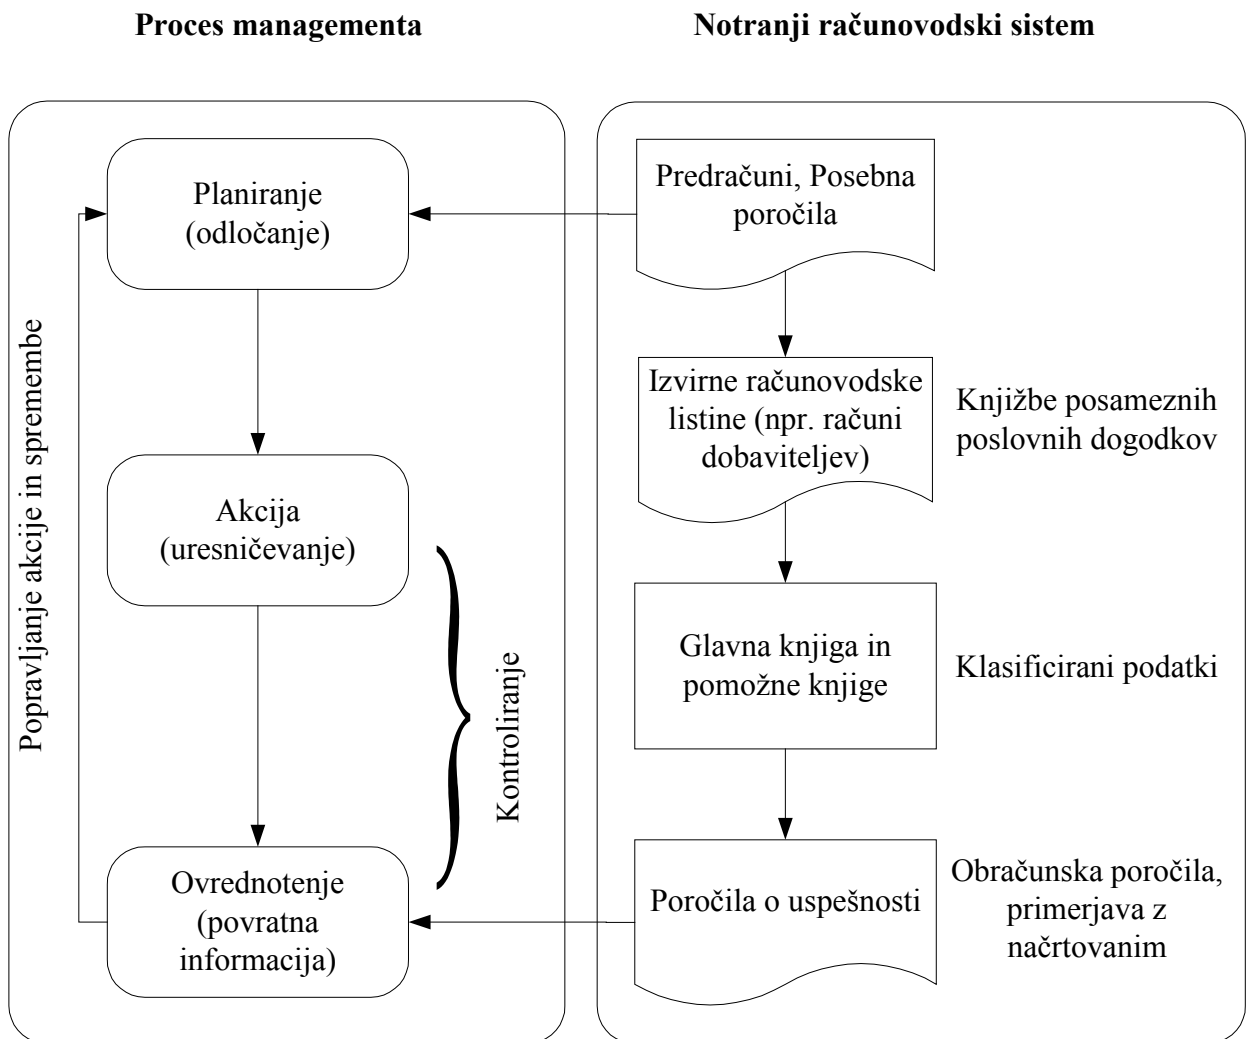 Proces managementa
Notranji računovodski sistem
Popravljanje akcije in spremembe
Planiranje
(odločanje)
Akcija
(uresničevanje)
Kontroliranje
Ovrednotenje
(povratna
informacija)
Predračuni, Posebna
poročila
Izvirne računovodske
listine (npr. računi
dobaviteljev)
Knjižbe posameznih
poslovnih dogodkov
Glavna knjiga in
pomožne knjige
Klasificirani podatki
Poročila o uspešnosti
Obračunska poročila,
primerjava z
načrtovanim